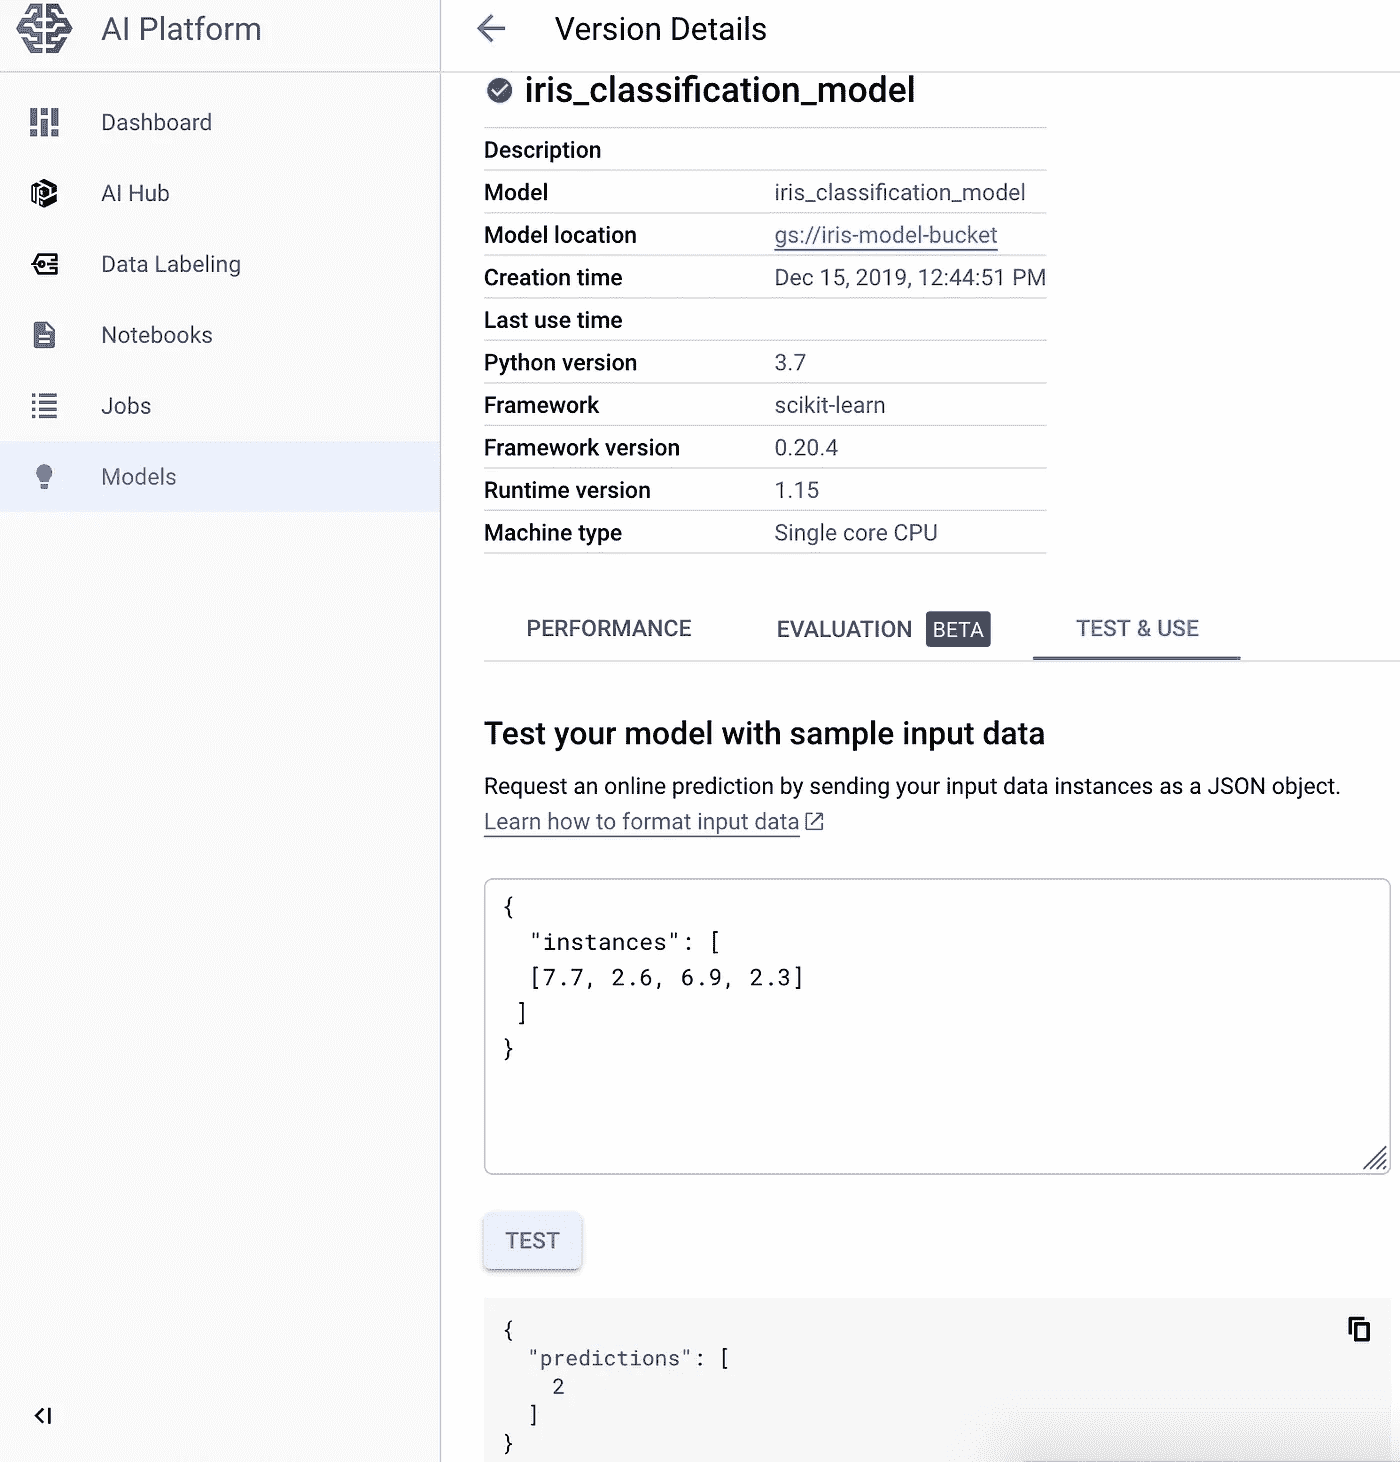 AI Platform
Version Details
iris_classification_model
Dashboard
AI Hub
Data Labeling
Notebooks
Jobs
Models
Description
Model iris_classification_model
Model location gs://iris-model-bucket
Creation time Dec 15, 2019, 12:44:51 PM
Last use time
Python version 3.7
Framework scikit-learn
Framework version 0.20.4
Runtime version 1.15
Machine type Single core CPU
PERFORMANCE EVALUATION BETA TEST & USE
Test your model with sample input data
Request an online prediction by sending your input data instances as a JSON object.
Learn how to format input data
{
"instances": [
[7.7, 2.6, 6.9, 2.3]
]
}
TEST
{
"predictions": [
2
]
}